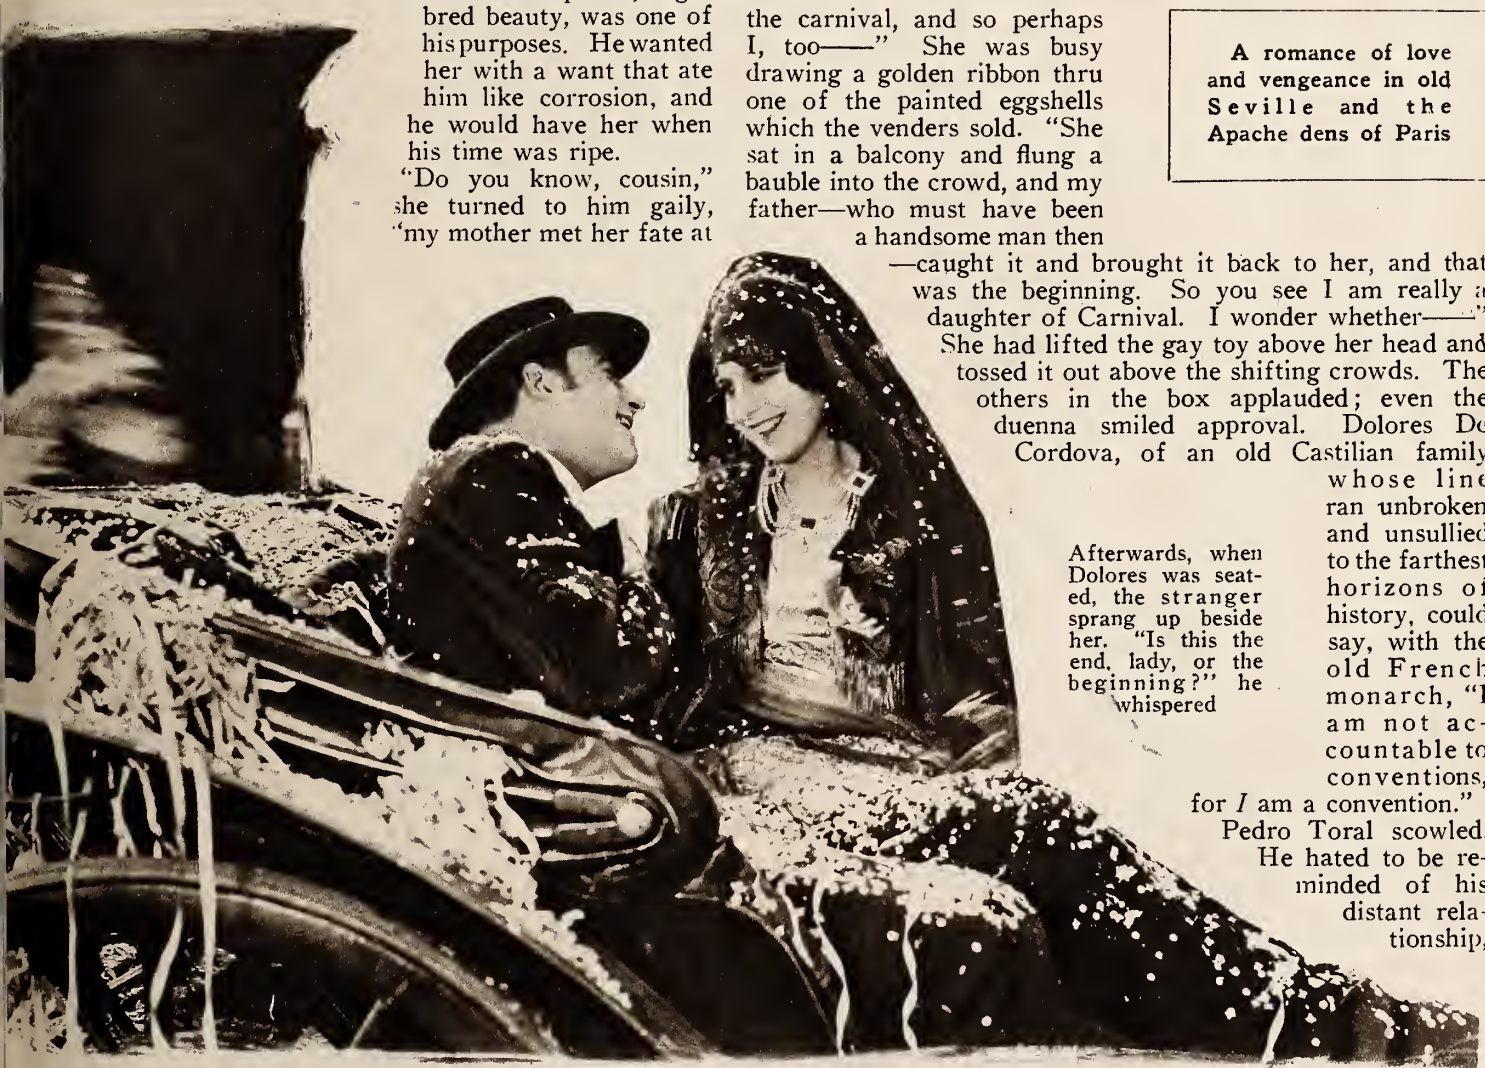 bred beauty, was one of
his purposes. He wanted
her with a want that ate
him like corrosion, and
he would have her when
his time was ripe.
"Do you know, cousin,"
she turned to him gaily,
"my mother met her fate at
the carnival, and so perhaps
I, too——" She was busy
drawing a golden ribbon thru
one of the painted eggshells
which the venders sold. "She
sat in a balcony and flung a
bauble into the crowd, and my
father—who must have been
a handsome man then
—caught it and brought it back to her, and that
was the beginning. So you see I am really a
daughter of Carnival. I wonder whether——"
She had lifted the gay toy above her head and
tossed it out above the shifting crowds. The
others in the box applauded; even the
duenna smiled approval. Dolores De
Cordova, of an old Castilian family
whose line
ran unbroken
and unsullied
to the farthest
horizons of
history, could
say, with the
old French
monarch, "I
am not ac-
countable to
conventions,
for I am a convention."
Pedro Toral scowled.
He hated to be re-
minded of his
distant rela-
tionship,
A romance of love
and vengeance in old
Seville and the
Apache dens of Paris
Afterwards, when
Dolores was seat-
ed, the stranger
sprang up beside
her. "Is this the
end, lady, or the
beginning?" he
whispered